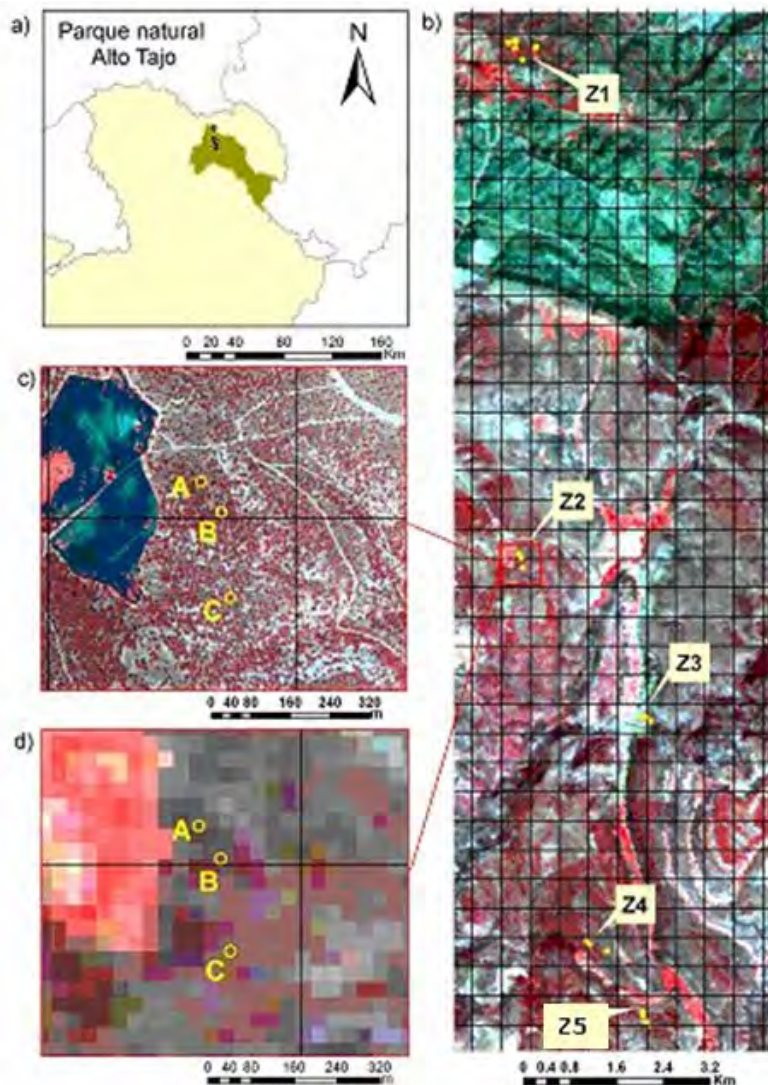 a)
Parque natural
Alto Tajo
N
0 20 40 80 120 160
Km
b)
Z1
Z2
Z3
Z4
Z5
0 0.4 0.8 1.6 2.4 3.2
Km
c)
A
B
C
0 40 80 160 240 320
m
d)
A
B
C
0 40 80 160 240 320
m